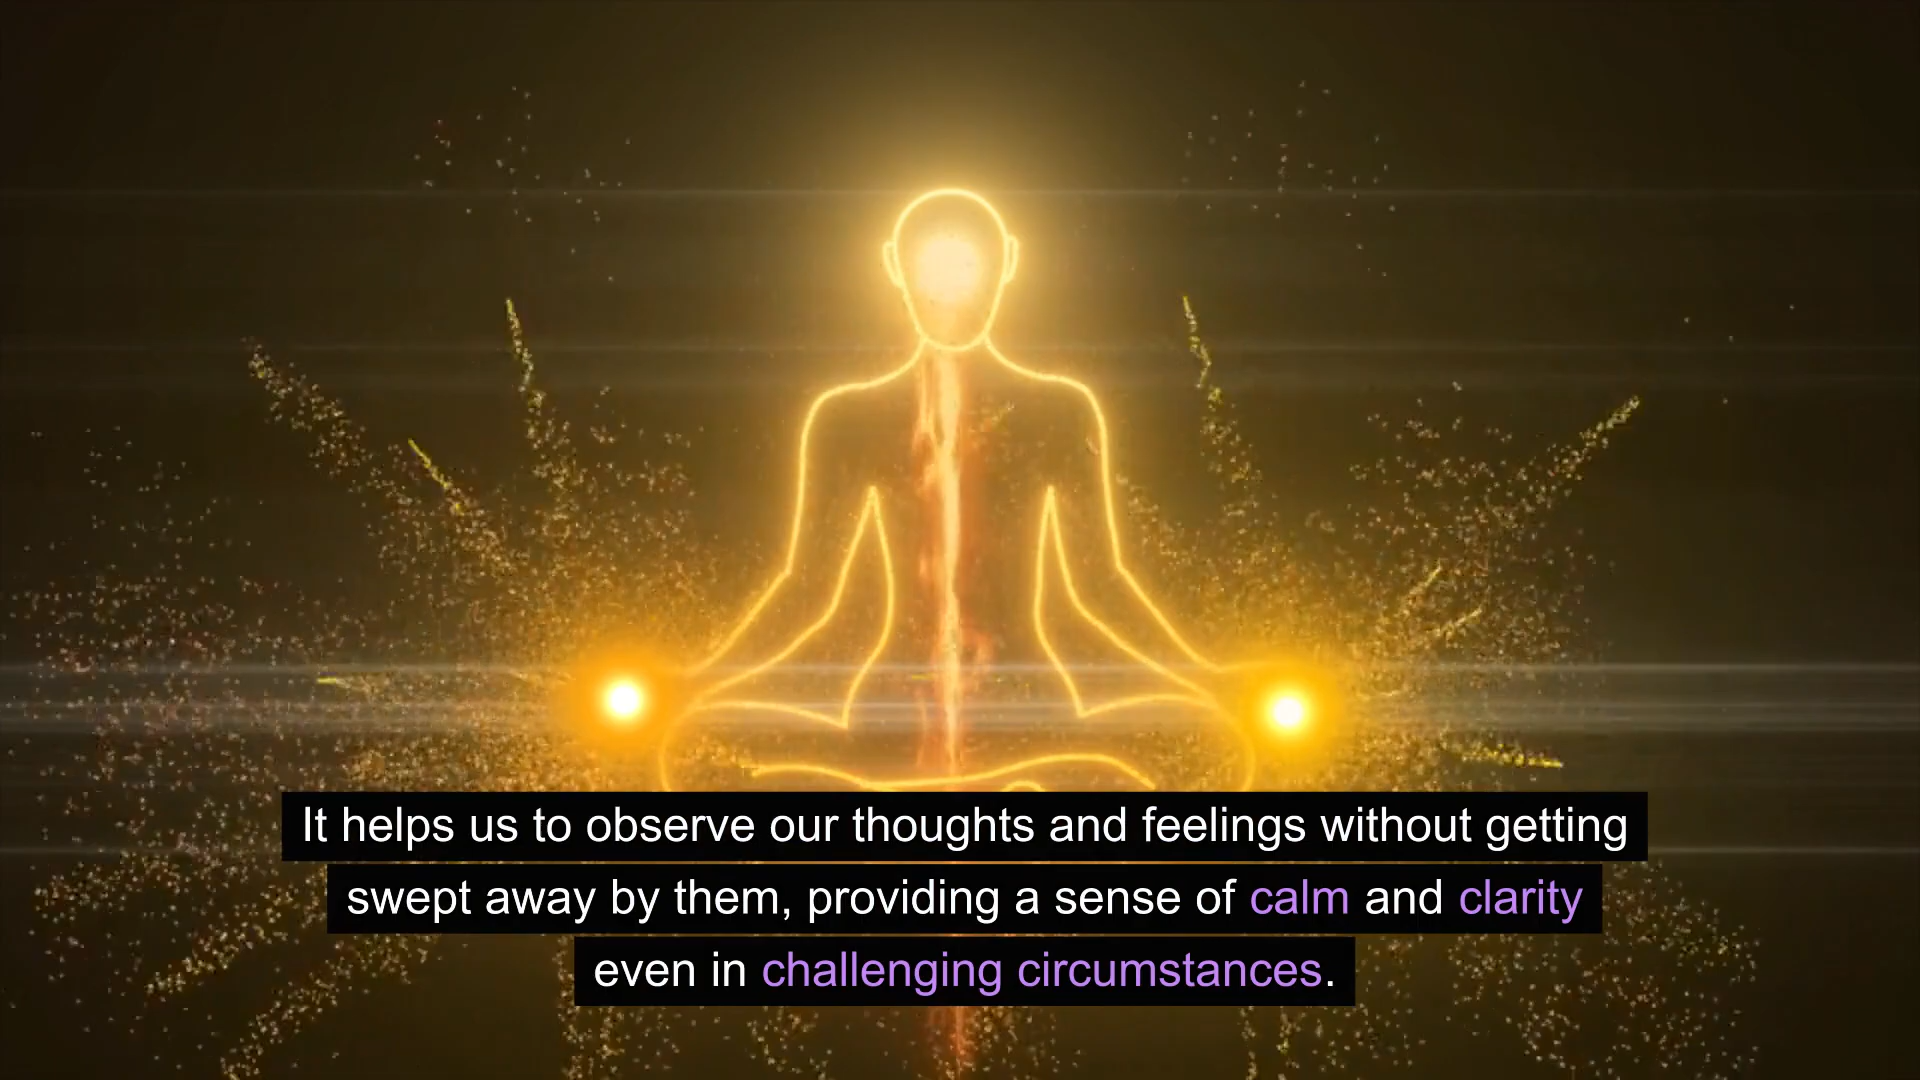 It helps us to observe our thoughts and feelings without getting
swept away by them, providing a sense of calm and clarity
even in challenging circumstances.